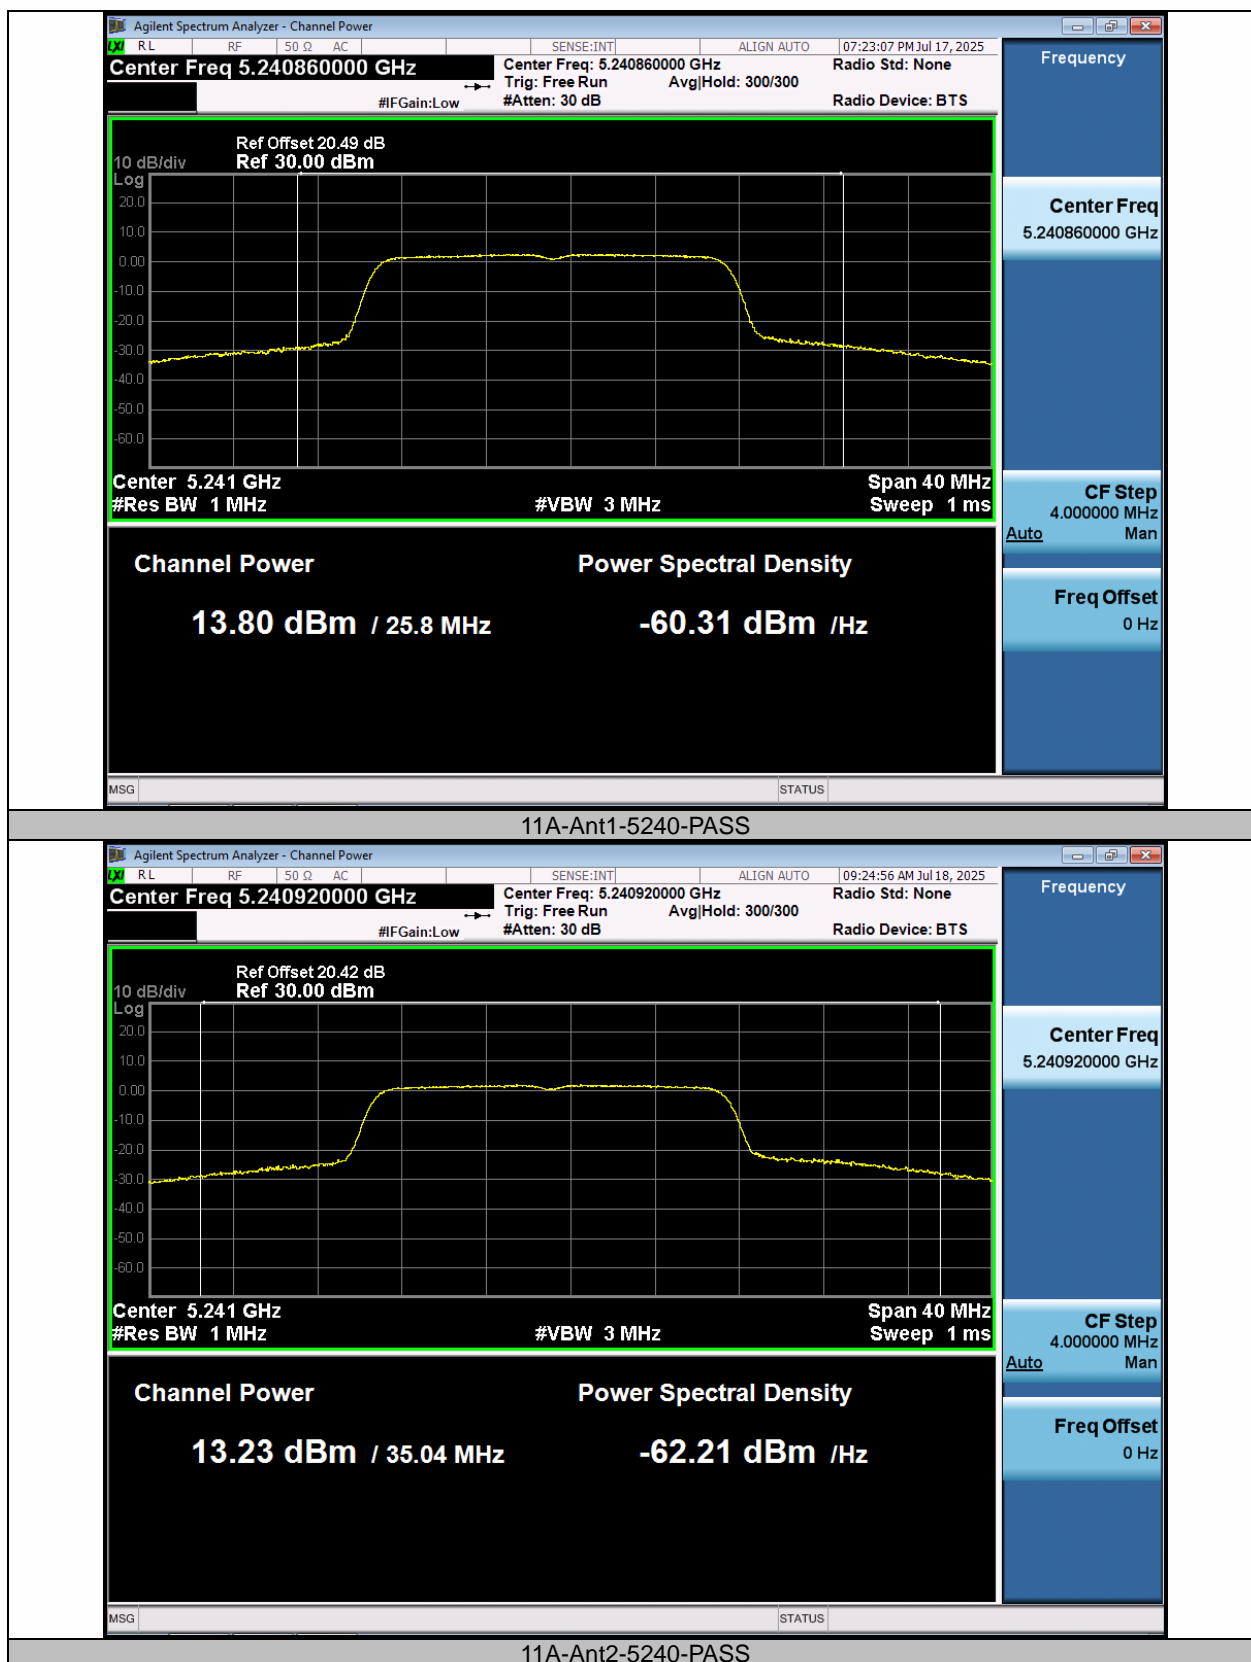 Agilent Spectrum Analyzer - Channel Power
LXI RL RF 50 Ω AC SENSE:INT ALIGN AUTO 07:23:07 PM Jul 17, 2025
Center Freq 5.240860000 GHz
Center Freq: 5.240860000 GHz
Radio Std: None
Trig: Free Run Avg|Hold: 300/300
#IFGain:Low #Atten: 30 dB
Radio Device: BTS
Frequency
Ref Offset 20.49 dB
10 dB/div Ref 30.00 dBm
Log
20.0
10.0
0.00
-10.0
-20.0
-30.0
-40.0
-50.0
-60.0
Center 5.241 GHz Span 40 MHz
#Res BW 1 MHz #VBW 3 MHz Sweep 1 ms
Center Freq
5.240860000 GHz
CF Step
4.000000 MHz
Auto Man
Freq Offset
0 Hz
Channel Power Power Spectral Density
13.80 dBm / 25.8 MHz -60.31 dBm /Hz
MSG STATUS
11A-Ant1-5240-PASS
Agilent Spectrum Analyzer - Channel Power
LXI RL RF 50 Ω AC SENSE:INT ALIGN AUTO 09:24:56 AM Jul 18, 2025
Center Freq 5.240920000 GHz
Center Freq: 5.240920000 GHz
Radio Std: None
Trig: Free Run Avg|Hold: 300/300
#IFGain:Low #Atten: 30 dB
Radio Device: BTS
Frequency
Ref Offset 20.42 dB
10 dB/div Ref 30.00 dBm
Log
20.0
10.0
0.00
-10.0
-20.0
-30.0
-40.0
-50.0
-60.0
Center 5.241 GHz Span 40 MHz
#Res BW 1 MHz #VBW 3 MHz Sweep 1 ms
Center Freq
5.240920000 GHz
CF Step
4.000000 MHz
Auto Man
Freq Offset
0 Hz
Channel Power Power Spectral Density
13.23 dBm / 35.04 MHz -62.21 dBm /Hz
MSG STATUS
11A-Ant2-5240-PASS